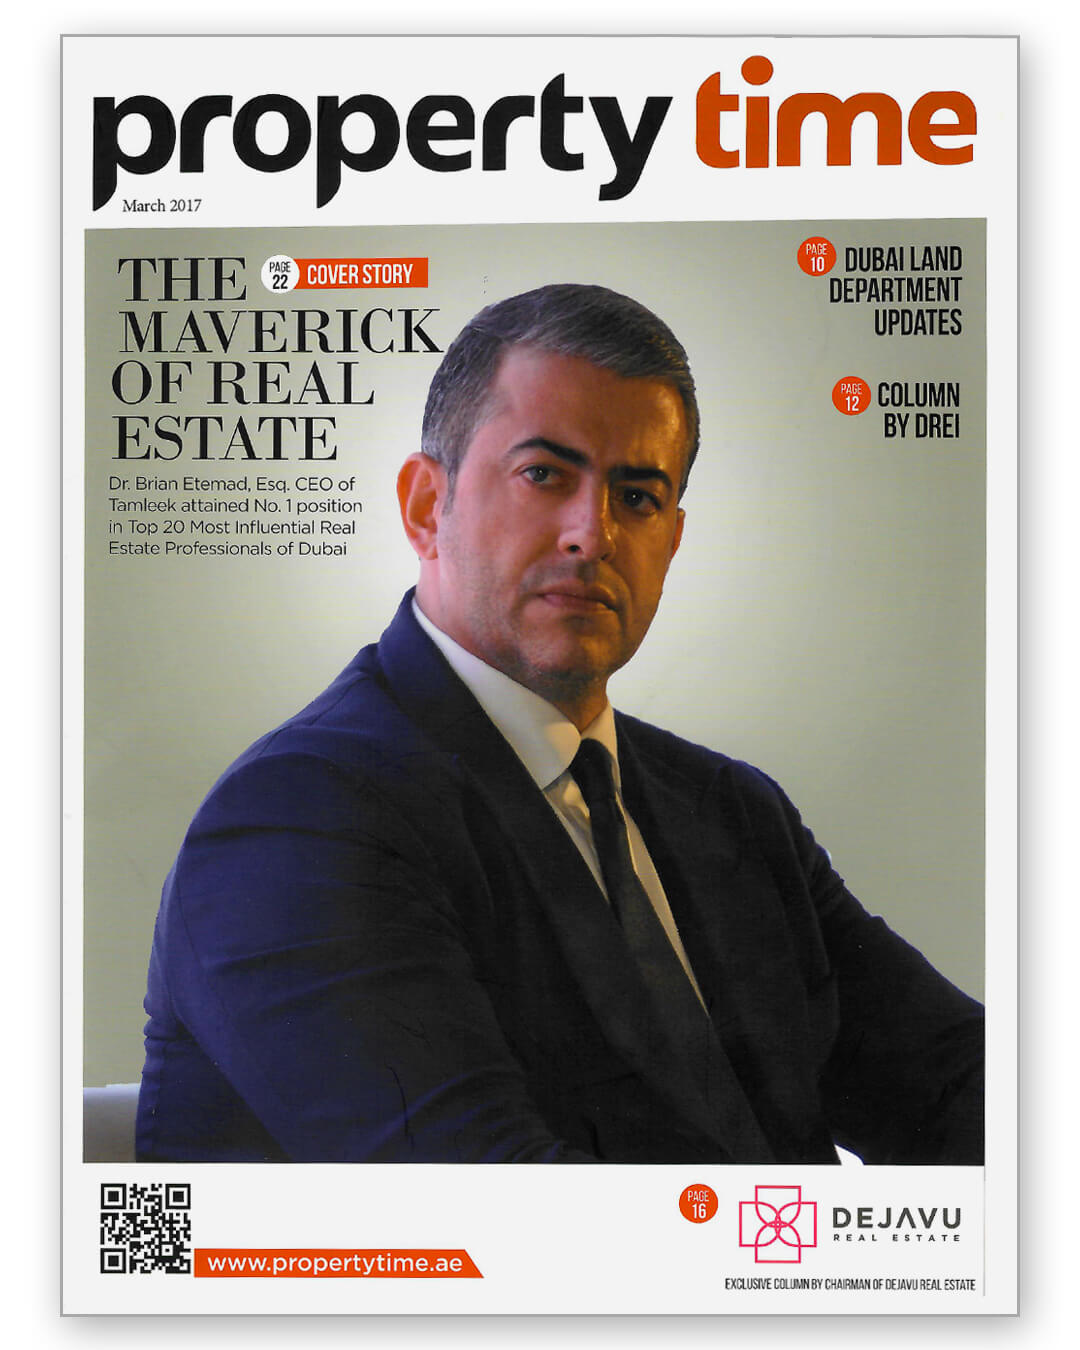 property time
March 2017
THE
PAGE
22
COVER STORY
MAVERICK
OF REAL
ESTATE
Dr. Brian Etemad, Esq. CEO of
Tamleek attained No. 1 position
in Top 20 Most Influential Real
Estate Professionals of Dubai
PAGE
10
DUBAI LAND
DEPARTMENT
UPDATES
PAGE
12
COLUMN
BY DREI
www.propertytime.ae
PAGE
16
DEJAVU
REAL ESTATE
EXCLUSIVE COLUMN BY CHAIRMAN OF DEJAVU REAL ESTATE